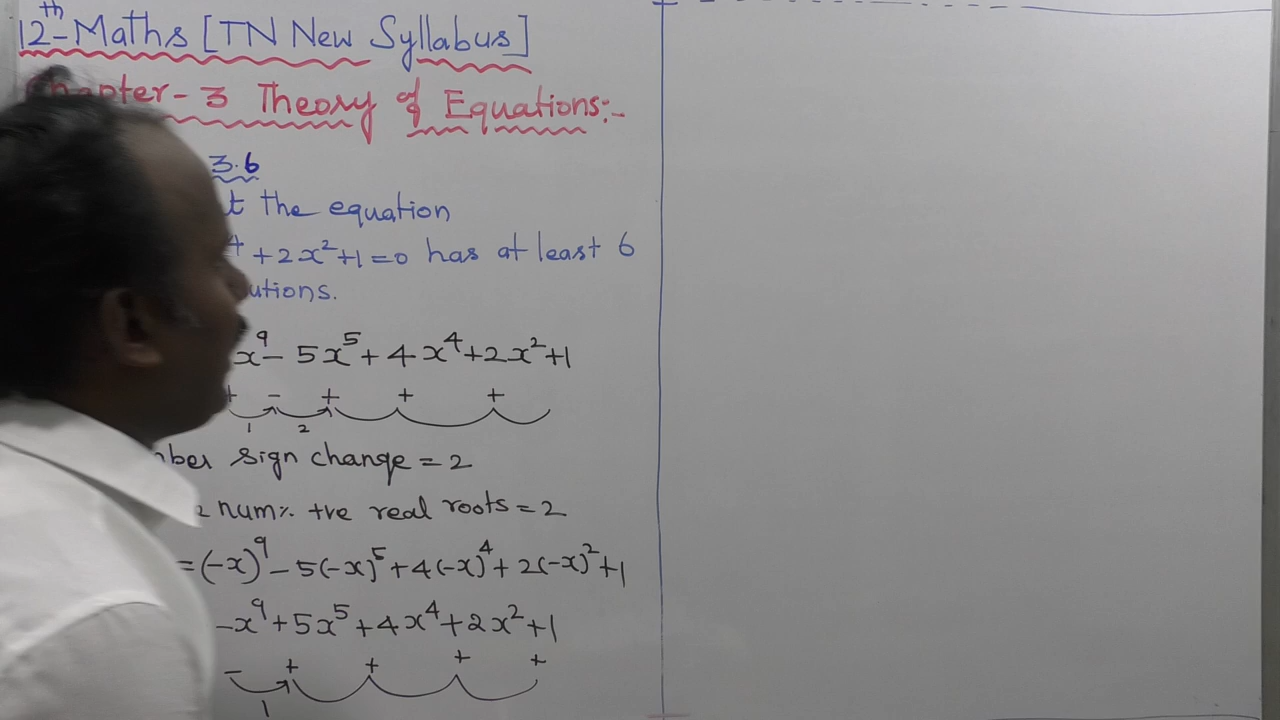 12th-Maths [TN New Syllabus]
Chapter-3 Theory of Equations:-
3.6
t the equation
4+2x²+1=0 has at least 6
utions.
x⁹-5x⁵+4x⁴+2x²+1
+ - + + +
1 2
ber sign change=2
num% +ve real roots=2
=(-x)⁹-5(-x)⁵+4(-x)⁴+2(-x)²+1
-x⁹+5x⁵+4x⁴+2x²+1
- + + + +
1